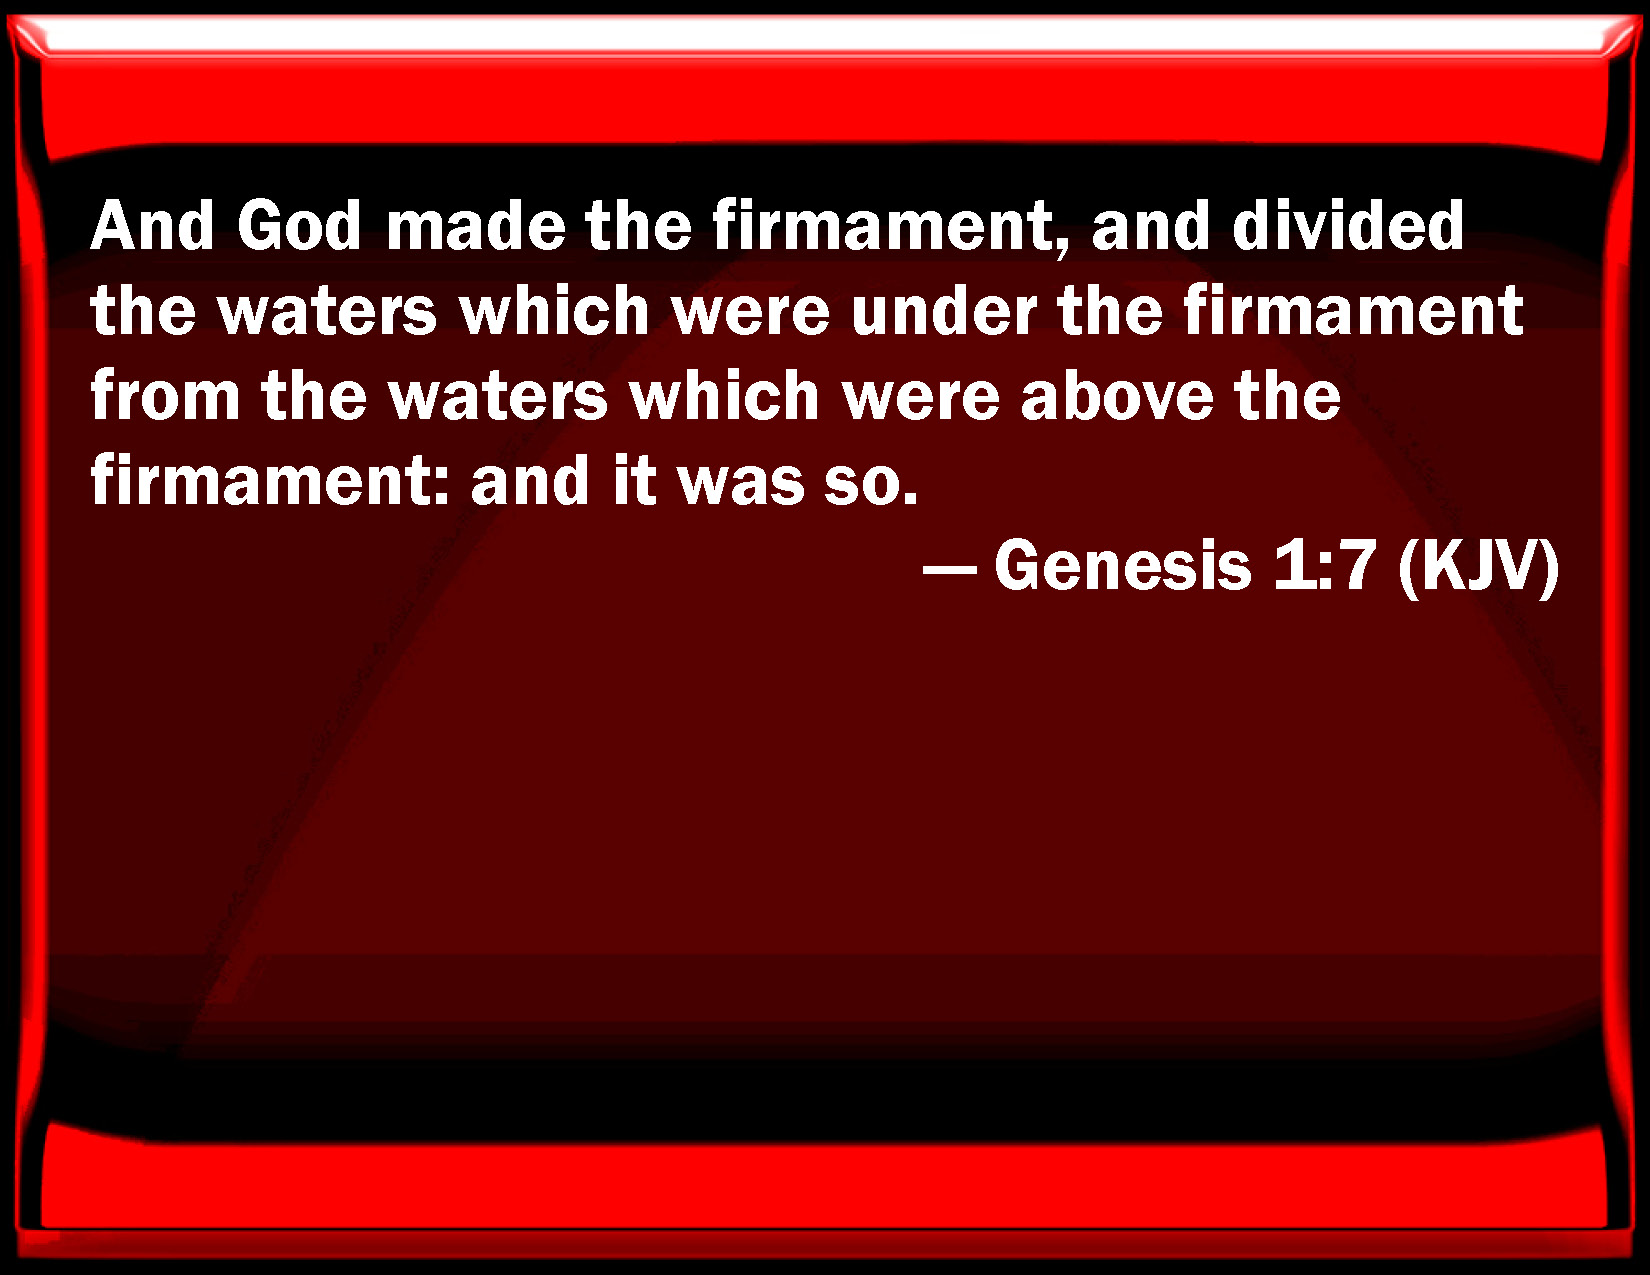 And God made the firmament, and divided
the waters which were under the firmament
from the waters which were above the
firmament: and it was so.
— Genesis 1:7 (KJV)